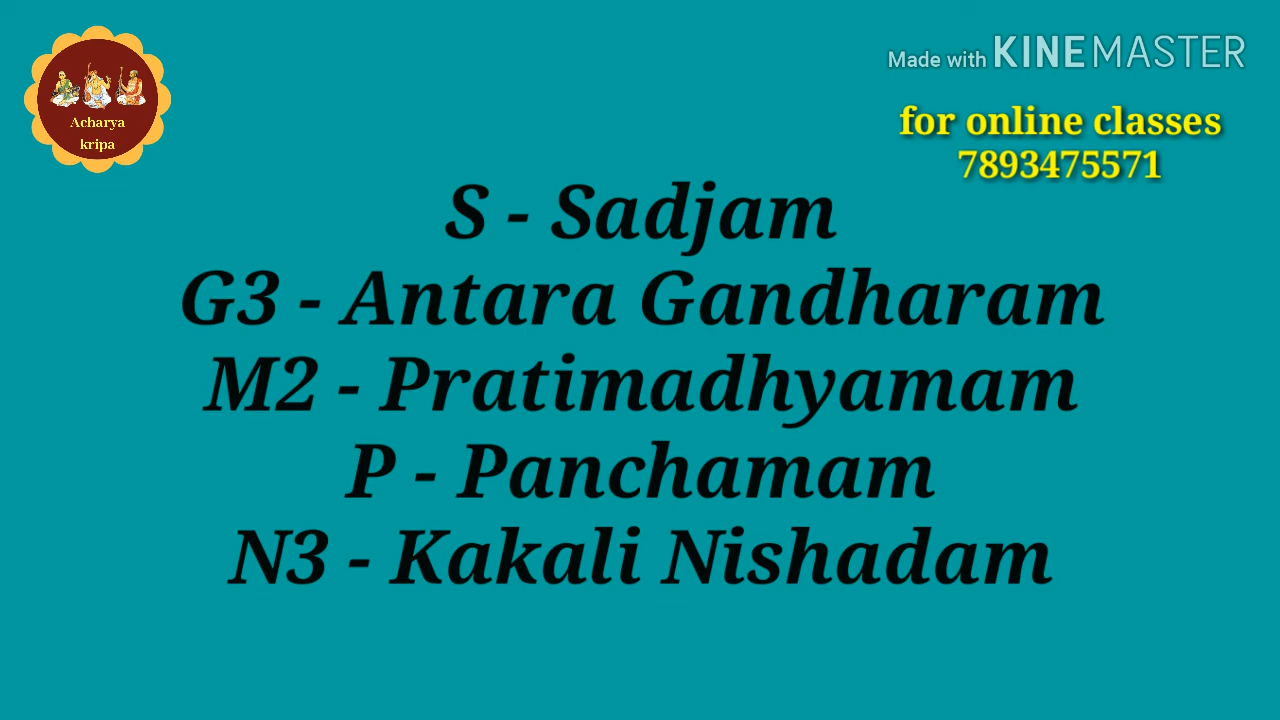 Acharya
kripa
Made with KINEMASTER
for online classes
7893475571
S - Sadjam
G3 - Antara Gandharam
M2 - Pratimadhyamam
P - Panchamam
N3 - Kakali Nishadam